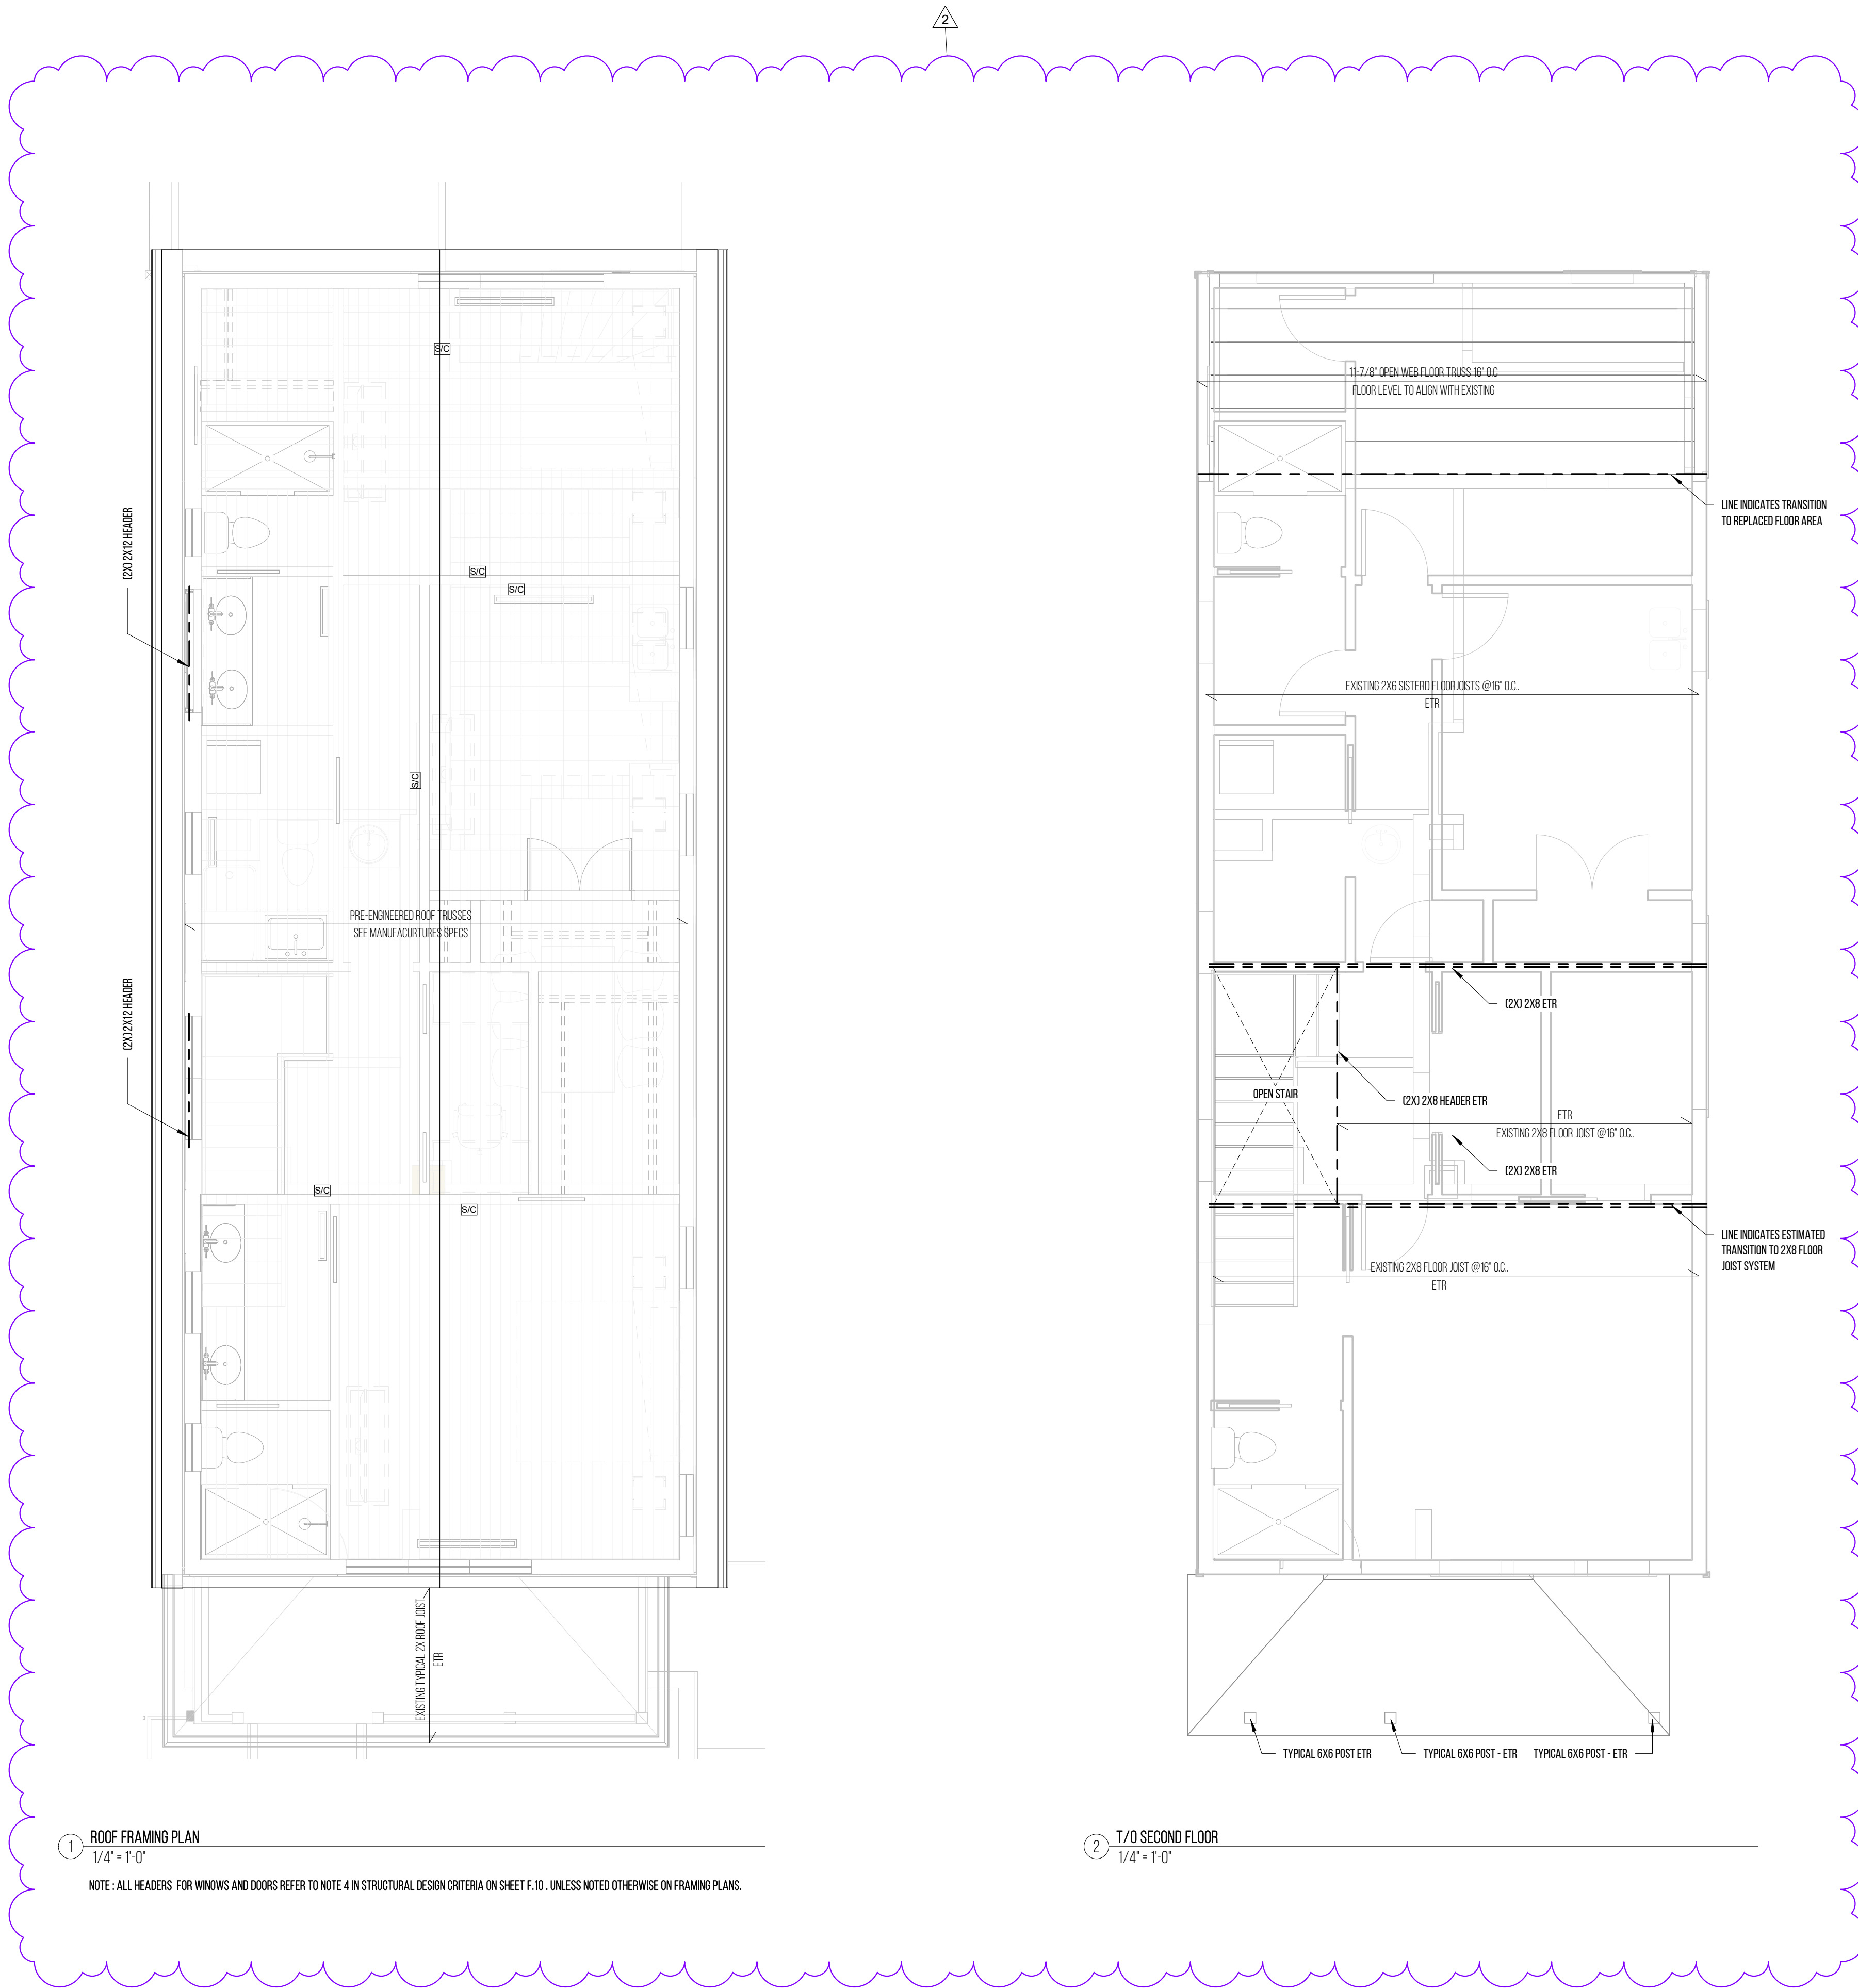 2
(2X) 2X12 HEADER
(2X) 2X12 HEADER
S/C
S/C
S/C
S/C
PRE-ENGINEERED ROOF TRUSSES
SEE MANUFACURTURES SPECS
S/C
S/C
EXISTING TYPICAL 2X ROOF JOIST
ETR
1
ROOF FRAMING PLAN
1/4" = 1'-0"
NOTE : ALL HEADERS FOR WINOWS AND DOORS REFER TO NOTE 4 IN STRUCTURAL DESIGN CRITERIA ON SHEET F.10 . UNLESS NOTED OTHERWISE ON FRAMING PLANS.
11-7/8" OPEN WEB FLOOR TRUSS 16" O.C
FLOOR LEVEL TO ALIGN WITH EXISTING
LINE INDICATES TRANSITION
TO REPLACED FLOOR AREA
EXISTING 2X6 SISTERD FLOORJOISTS @16" O.C..
ETR
(2X) 2X8 ETR
OPEN STAIR
(2X) 2X8 HEADER ETR
ETR
EXISTING 2X8 FLOOR JOIST @16" O.C..
(2X) 2X8 ETR
LINE INDICATES ESTIMATED
TRANSITION TO 2X8 FLOOR
JOIST SYSTEM
EXISTING 2X8 FLOOR JOIST @16" O.C..
ETR
TYPICAL 6X6 POST ETR
TYPICAL 6X6 POST - ETR
TYPICAL 6X6 POST - ETR
2
T/O SECOND FLOOR
1/4" = 1'-0"